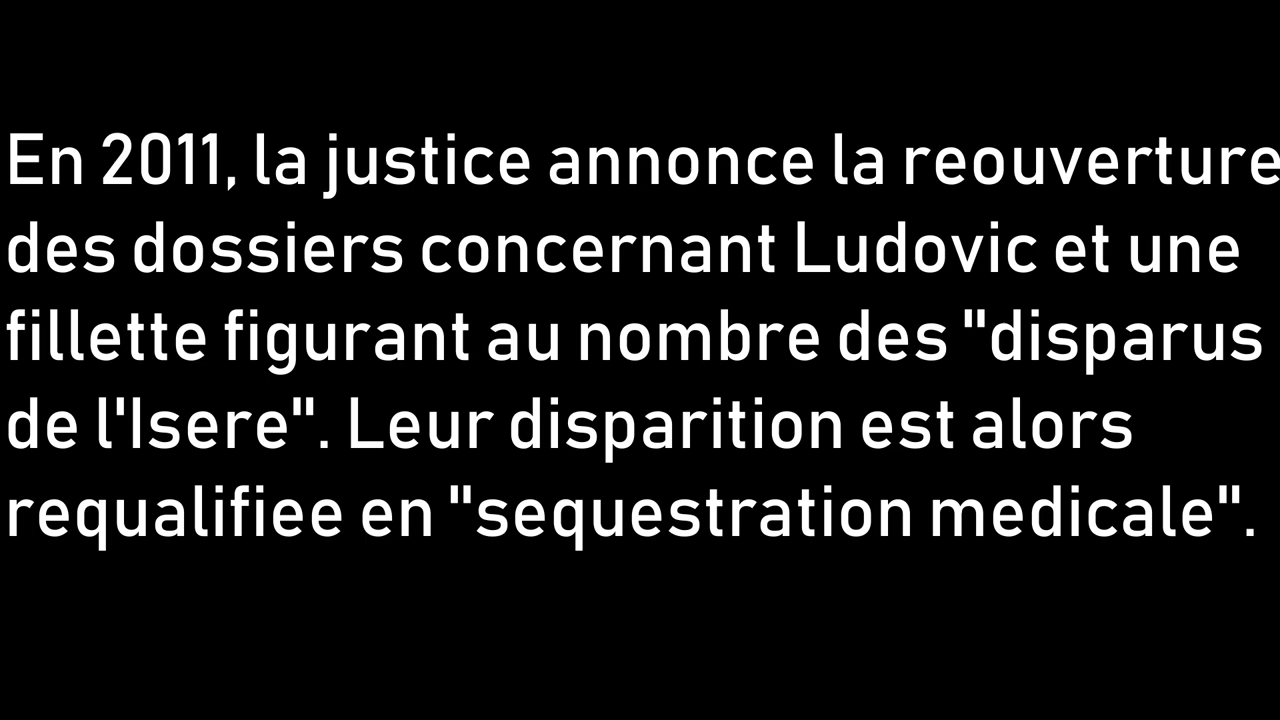 En 2011, la justice annonce la reouverture
des dossiers concernant Ludovic et une
fillette figurant au nombre des "disparus
de l'Isere". Leur disparition est alors
requalifiee en "sequestration medicale".